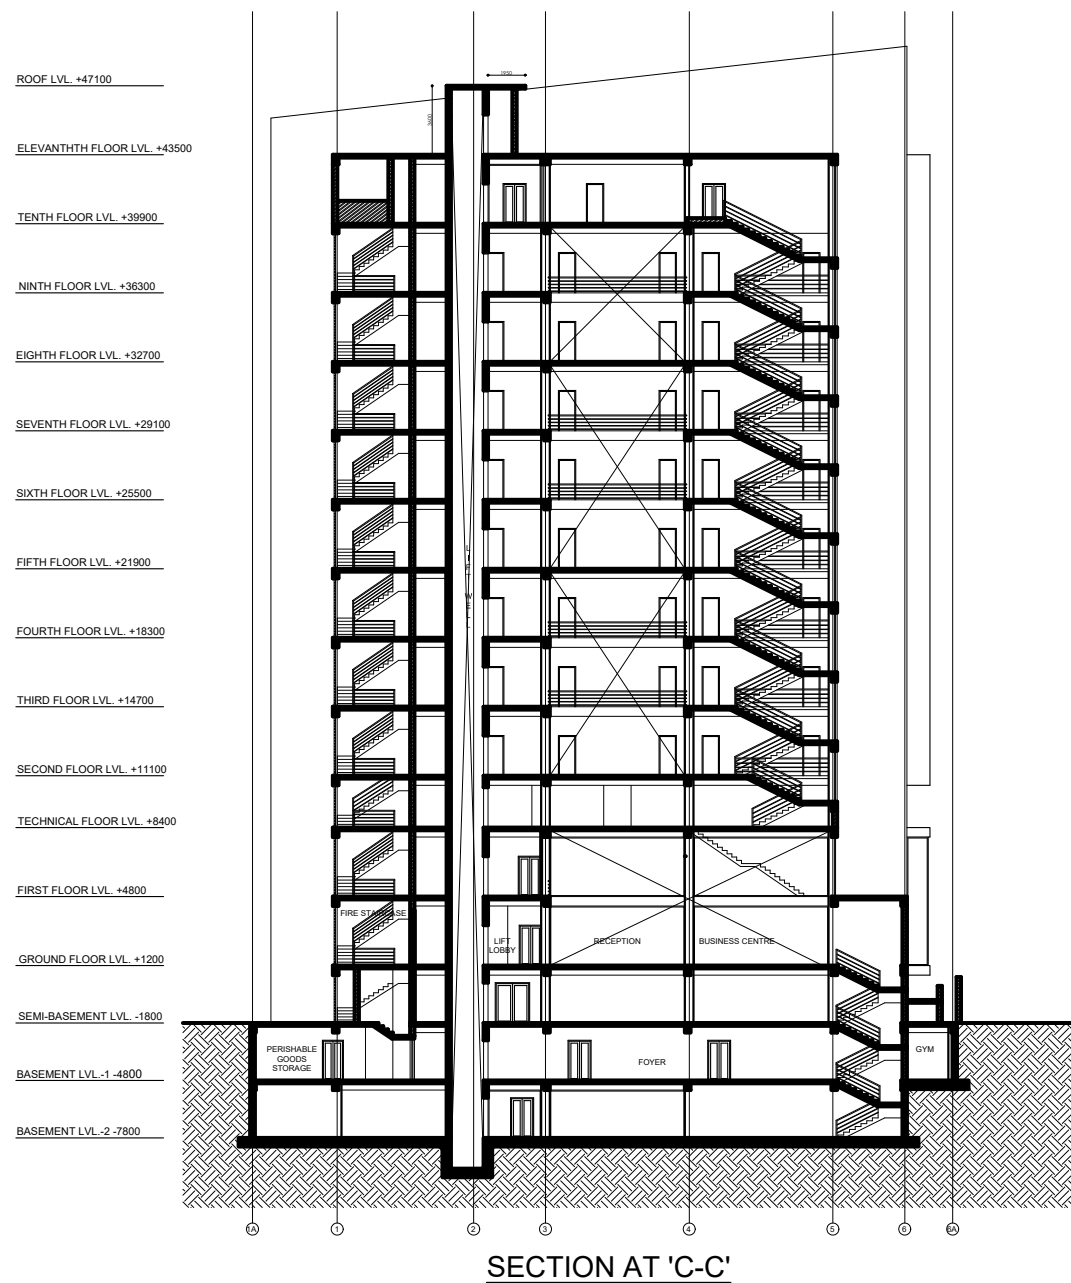 1950
ROOF LVL. +47100
3600
ELEVANTHTH FLOOR LVL. +43500
TENTH FLOOR LVL. +39900
NINTH FLOOR LVL. +36300
EIGHTH FLOOR LVL. +32700
SEVENTH FLOOR LVL. +29100
SIXTH FLOOR LVL. +25500
LIFT WELL
FIFTH FLOOR LVL. +21900
FOURTH FLOOR LVL. +18300
THIRD FLOOR LVL. +14700
SECOND FLOOR LVL. +11100
TECHNICAL FLOOR LVL. +8400
FIRST FLOOR LVL. +4800
FIRE STAIRCASE
LIFT
LOBBY
RECEPTION
BUSINESS CENTRE
GROUND FLOOR LVL. +1200
SEMI-BASEMENT LVL. -1800
PERISHABLE
GOODS
STORAGE
FOYER
GYM
BASEMENT LVL.-1 -4800
BASEMENT LVL.-2 -7800
1A 1 2 3 4 5 6 6A
SECTION AT 'C-C'